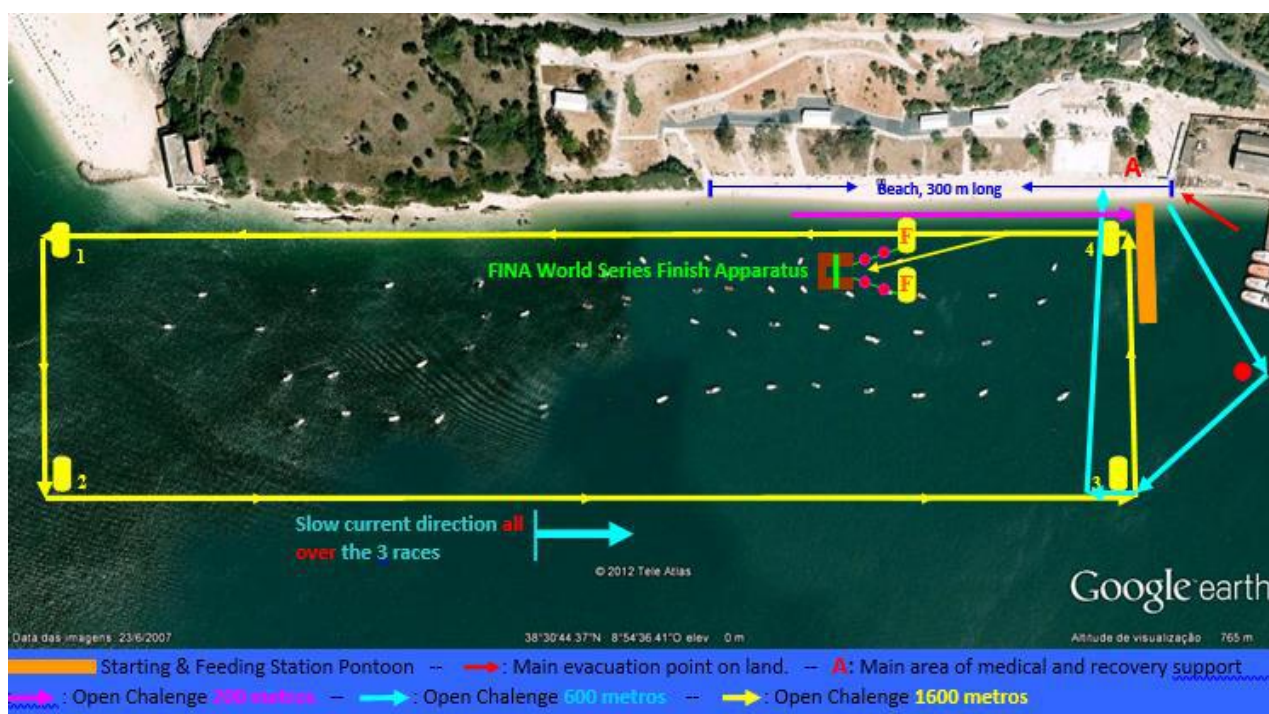 A
Beach, 300 m long
1
F
4
FINA World Series Finish Apparatus
F
2
3
Slow current direction all
over the 3 races
© 2012 Tele Atlas
Google earth
Data das imagens 23/6/2007
38°30'44.37"N 8°54'36.41"O elev 0 m
Altitude de visualização 765 m
Starting & Feeding Station Pontoon -- : Main evacuation point on land. -- A: Main area of medical and recovery support
: Open Chalenge 200 metros -- : Open Chalenge 600 metros -- : Open Chalenge 1600 metros